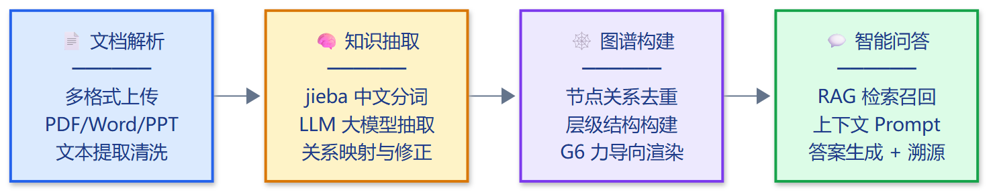 📄 文档解析
────────
多格式上传
PDF/Word/PPT
文本提取清洗
🧠 知识抽取
────────
jieba 中文分词
LLM 大模型抽取
关系映射与修正
🕸 图谱构建
────────
节点关系去重
层级结构构建
G6 力导向渲染
💬 智能问答
────────
RAG 检索召回
上下文 Prompt
答案生成 + 溯源